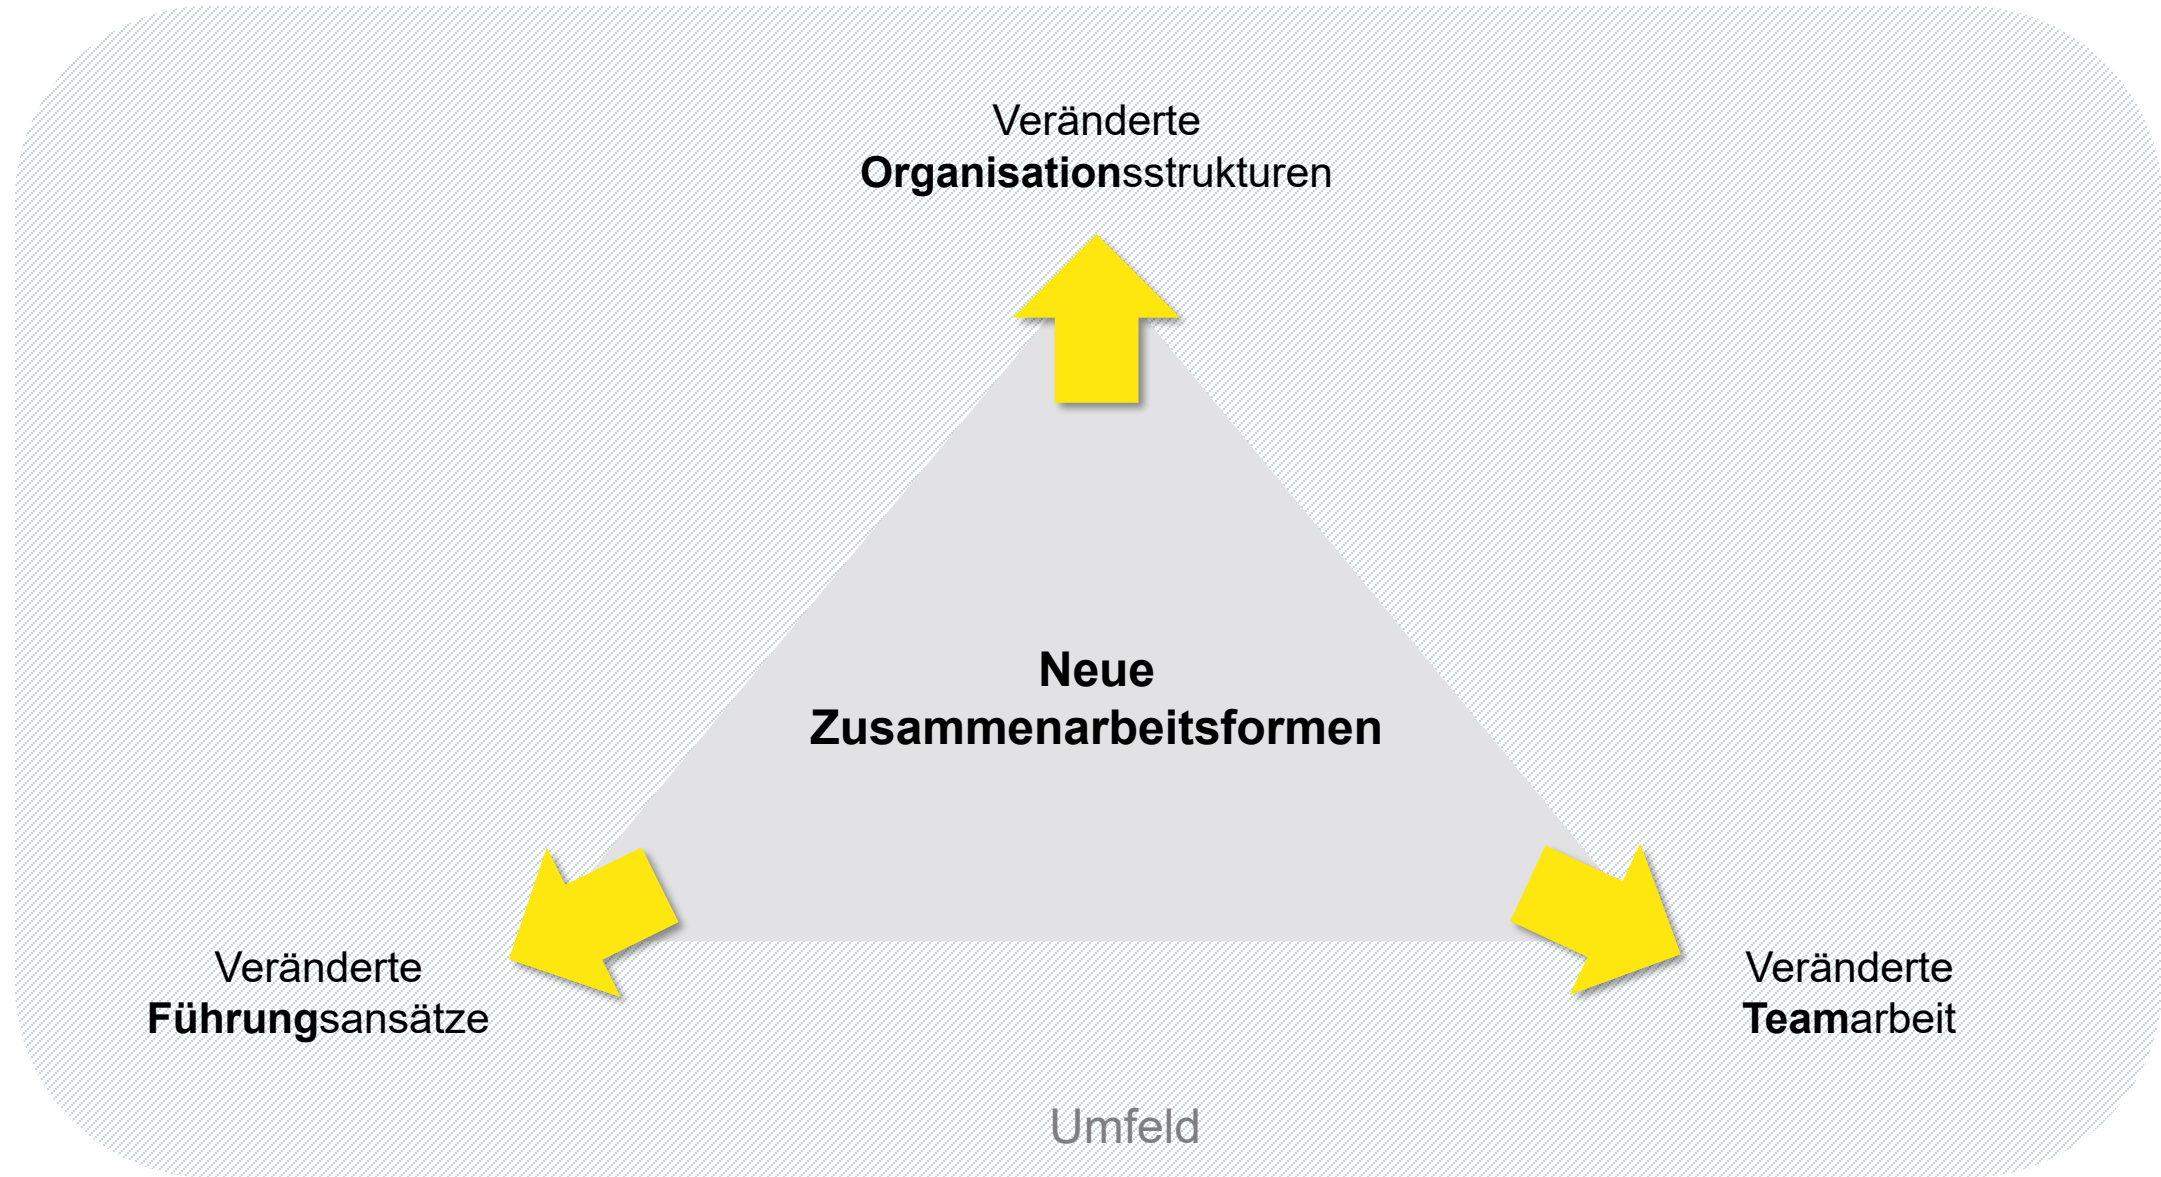 Veränderte
Organisationsstrukturen
Neue
Zusammenarbeitsformen
Veränderte
Führungsansätze
Veränderte
Teamarbeit
Umfeld